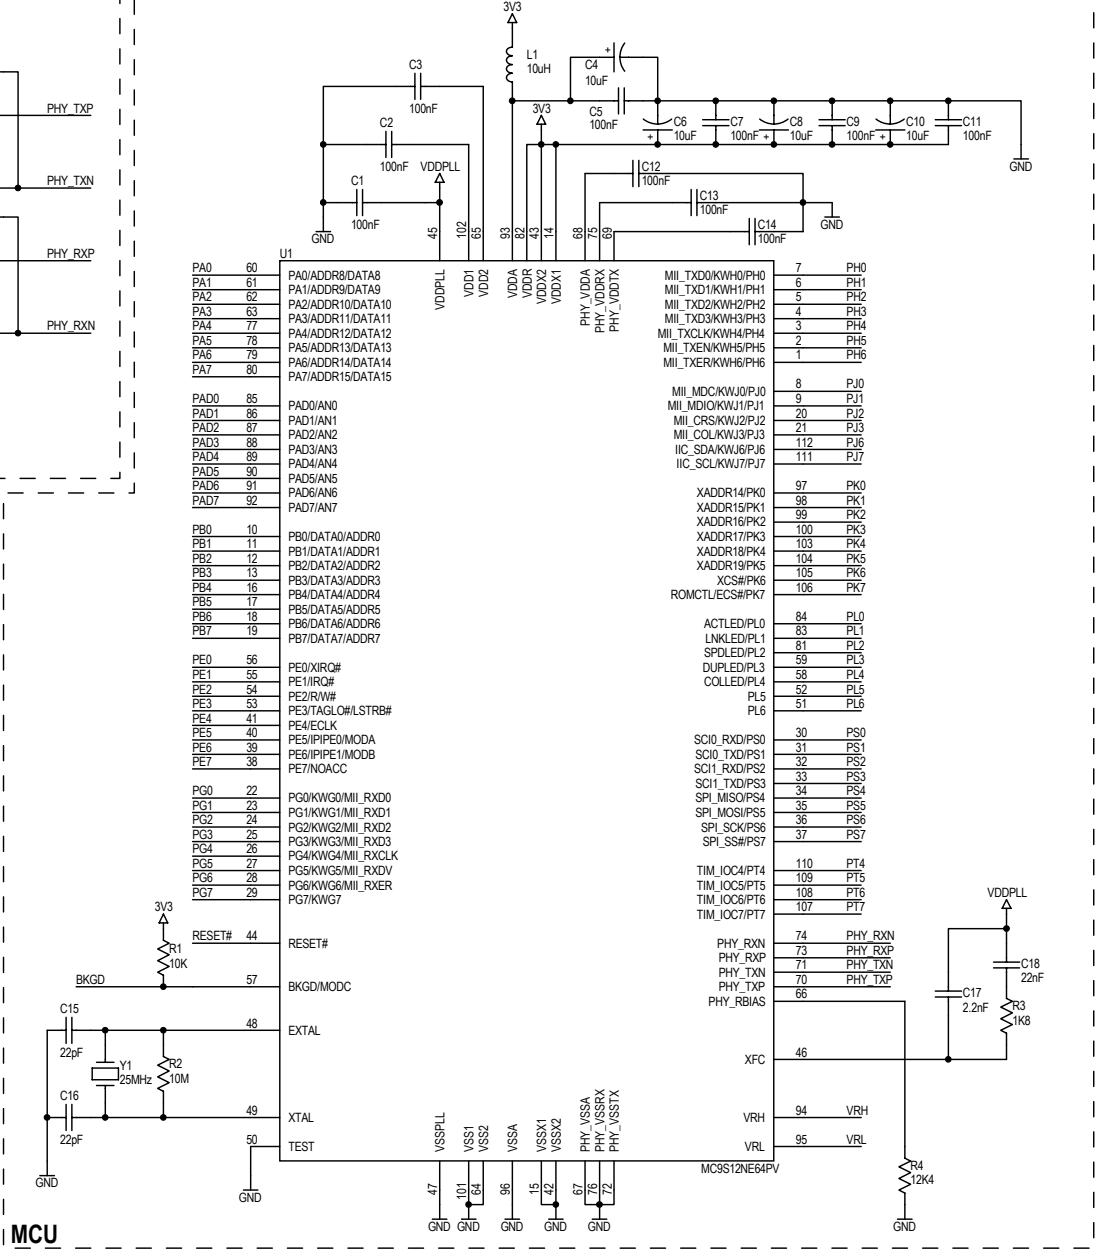 3V3
L1
10uH
C4
10uF
C3
100nF
C5
100nF
3V3
C6
10uF
C7
100nF
C8
10uF
C9
100nF
C10
10uF
C11
100nF
GND
PHY_TXP
PHY_TXN
PHY_RXP
PHY_RXN
C2
100nF
VDDPLL
C1
100nF
GND
C12
100nF
C13
100nF
C14
100nF
GND
45 102 65 93 82 43 14 68 75 69
U1
VDDPLL VDD1 VDD2 VDDA VDDR VDDX2 VDDX1 PHY_VDDA PHY_VDDRX PHY_VDDTX
PA0 60 PA0/ADDR8/DATA8
PA1 61 PA1/ADDR9/DATA9
PA2 62 PA2/ADDR10/DATA10
PA3 63 PA3/ADDR11/DATA11
PA4 77 PA4/ADDR12/DATA12
PA5 78 PA5/ADDR13/DATA13
PA6 79 PA6/ADDR14/DATA14
PA7 80 PA7/ADDR15/DATA15
PAD0 85 PAD0/AN0
PAD1 86 PAD1/AN1
PAD2 87 PAD2/AN2
PAD3 88 PAD3/AN3
PAD4 89 PAD4/AN4
PAD5 90 PAD5/AN5
PAD6 91 PAD6/AN6
PAD7 92 PAD7/AN7
PB0 10 PB0/DATA0/ADDR0
PB1 11 PB1/DATA1/ADDR1
PB2 12 PB2/DATA2/ADDR2
PB3 13 PB3/DATA3/ADDR3
PB4 16 PB4/DATA4/ADDR4
PB5 17 PB5/DATA5/ADDR5
PB6 18 PB6/DATA6/ADDR6
PB7 19 PB7/DATA7/ADDR7
PE0 56 PE0/XIRQ#
PE1 55 PE1/IRQ#
PE2 54 PE2/R/W#
PE3 53 PE3/TAGLO#/LSTRB#
PE4 41 PE4/ECLK
PE5 40 PE5/IPIPE0/MODA
PE6 39 PE6/IPIPE1/MODB
PE7 38 PE7/NOACC
PG0 22 PG0/KWG0/MII_RXD0
PG1 23 PG1/KWG1/MII_RXD1
PG2 24 PG2/KWG2/MII_RXD2
PG3 25 PG3/KWG3/MII_RXD3
PG4 26 PG4/KWG4/MII_RXCLK
PG5 27 PG5/KWG5/MII_RXDV
PG6 28 PG6/KWG6/MII_RXER
PG7 29 PG7/KWG7
3V3
R1
10K
RESET# 44 RESET#
BKGD 57 BKGD/MODC
C15
22pF
48 EXTAL
Y1
25MHz
R2
10M
C16
22pF
49 XTAL
50 TEST
GND
GND
MII_TXD0/KWH0/PH0 7 PH0
MII_TXD1/KWH1/PH1 6 PH1
MII_TXD2/KWH2/PH2 5 PH2
MII_TXD3/KWH3/PH3 4 PH3
MII_TXCLK/KWH4/PH4 3 PH4
MII_TXEN/KWH5/PH5 2 PH5
MII_TXER/KWH6/PH6 1 PH6
MII_MDC/KWJ0/PJ0 8 PJ0
MII_MDIO/KWJ1/PJ1 9 PJ1
MII_CRS/KWJ2/PJ2 20 PJ2
MII_COL/KWJ3/PJ3 21 PJ3
IIC_SDA/KWJ6/PJ6 112 PJ6
IIC_SCL/KWJ7/PJ7 111 PJ7
XADDR14/PK0 97 PK0
XADDR15/PK1 98 PK1
XADDR16/PK2 99 PK2
XADDR17/PK3 100 PK3
XADDR18/PK4 103 PK4
XADDR19/PK5 104 PK5
XCS#/PK6 105 PK6
ROMCTL/ECS#/PK7 106 PK7
ACTLED/PL0 84 PL0
LNKLED/PL1 83 PL1
SPDLED/PL2 81 PL2
DUPLED/PL3 59 PL3
COLLED/PL4 58 PL4
PL5 52 PL5
PL6 51 PL6
SCI0_RXD/PS0 30 PS0
SCI0_TXD/PS1 31 PS1
SCI1_RXD/PS2 32 PS2
SCI1_TXD/PS3 33 PS3
SPI_MISO/PS4 34 PS4
SPI_MOSI/PS5 35 PS5
SPI_SCK/PS6 36 PS6
SPI_SS#/PS7 37 PS7
TIM_IOC4/PT4 110 PT4
TIM_IOC5/PT5 109 PT5
TIM_IOC6/PT6 108 PT6
TIM_IOC7/PT7 107 PT7
PHY_RXN 74 PHY_RXN
PHY_RXP 73 PHY_RXP
PHY_TXN 71 PHY_TXN
PHY_TXP 70 PHY_TXP
PHY_RBIAS 66
VDDPLL
C18
22nF
C17
2.2nF
R3
1K8
XFC 46
VRH 94 VRH
VRL 95 VRL
MC9S12NE64PV
R4
12K4
GND
VSSPLL VSS1 VSS2 VSSA VSSX1 VSSX2 PHY_VSSA PHY_VSSRX PHY_VSSTX
47 101 64 96 15 42 67 76 72
GND GND GND GND GND
MCU